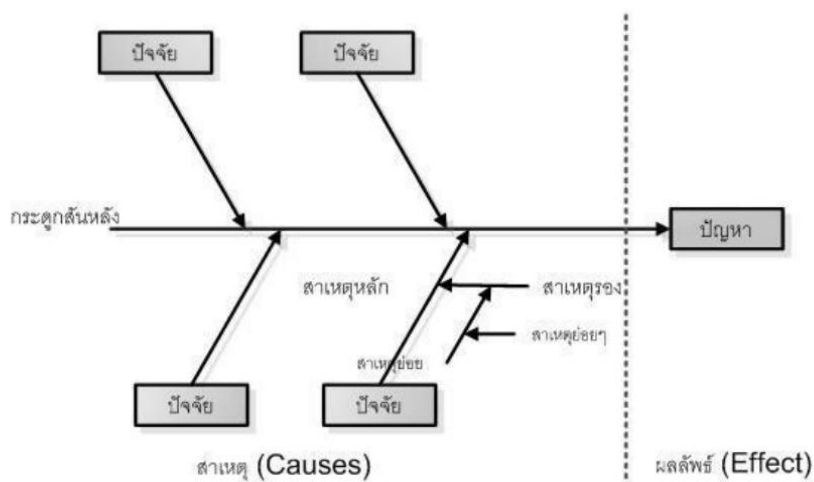 ปัจจัย
ปัจจัย
กระดูกสันหลัง
ปัญหา
สาเหตุหลัก
สาเหตุรอง
สาเหตุย่อยๆ
สาเหตุย่อย
ปัจจัย
ปัจจัย
สาเหตุ (Causes)
ผลลัพธ์ (Effect)